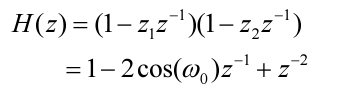 H(z) = (1 − z₁z⁻¹)(1 − z₂z⁻¹)
= 1 − 2cos(ω₀)z⁻¹ + z⁻²